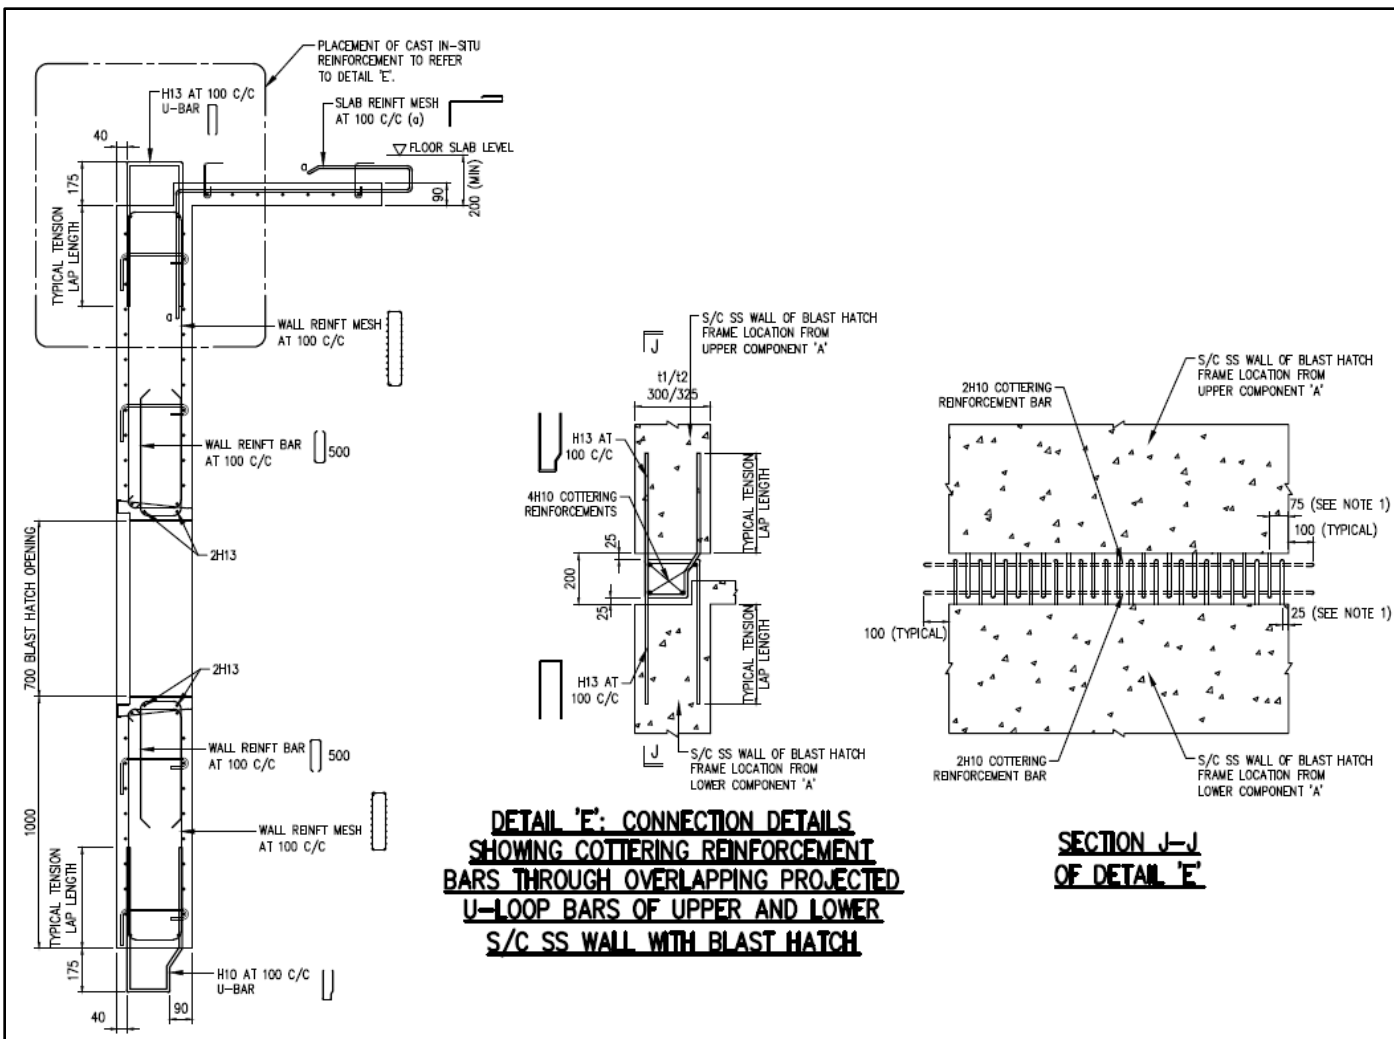 PLACEMENT OF CAST IN-SITU
REINFORCEMENT TO REFER
TO DETAIL 'E'.
H13 AT 100 C/C
U-BAR
SLAB REINFT MESH
AT 100 C/C (a)
40
a
FLOOR SLAB LEVEL
175
90
200 (MIN)
TYPICAL TENSION
LAP LENGTH
a
WALL REINFT MESH
AT 100 C/C
WALL REINFT BAR
AT 100 C/C
500
2H13
700 BLAST HATCH OPENING
2H13
WALL REINFT BAR
AT 100 C/C
500
1000
WALL REINFT MESH
AT 100 C/C
TYPICAL TENSION
LAP LENGTH
175
H10 AT 100 C/C
U-BAR
40
90
S/C SS WALL OF BLAST HATCH
FRAME LOCATION FROM
UPPER COMPONENT 'A'
J
t1/t2
300/325
H13 AT
100 C/C
4H10 COTTERING
REINFORCEMENTS
TYPICAL TENSION
LAP LENGTH
25
200
25
TYPICAL TENSION
LAP LENGTH
H13 AT
100 C/C
J
S/C SS WALL OF BLAST HATCH
FRAME LOCATION FROM
LOWER COMPONENT 'A'
DETAIL 'E': CONNECTION DETAILS
SHOWING COTTERING REINFORCEMENT
BARS THROUGH OVERLAPPING PROJECTED
U-LOOP BARS OF UPPER AND LOWER
S/C SS WALL WITH BLAST HATCH
S/C SS WALL OF BLAST HATCH
FRAME LOCATION FROM
UPPER COMPONENT 'A'
2H10 COTTERING
REINFORCEMENT BAR
75 (SEE NOTE 1)
100 (TYPICAL)
25 (SEE NOTE 1)
100 (TYPICAL)
2H10 COTTERING
REINFORCEMENT BAR
S/C SS WALL OF BLAST HATCH
FRAME LOCATION FROM
LOWER COMPONENT 'A'
SECTION J-J
OF DETAIL 'E'